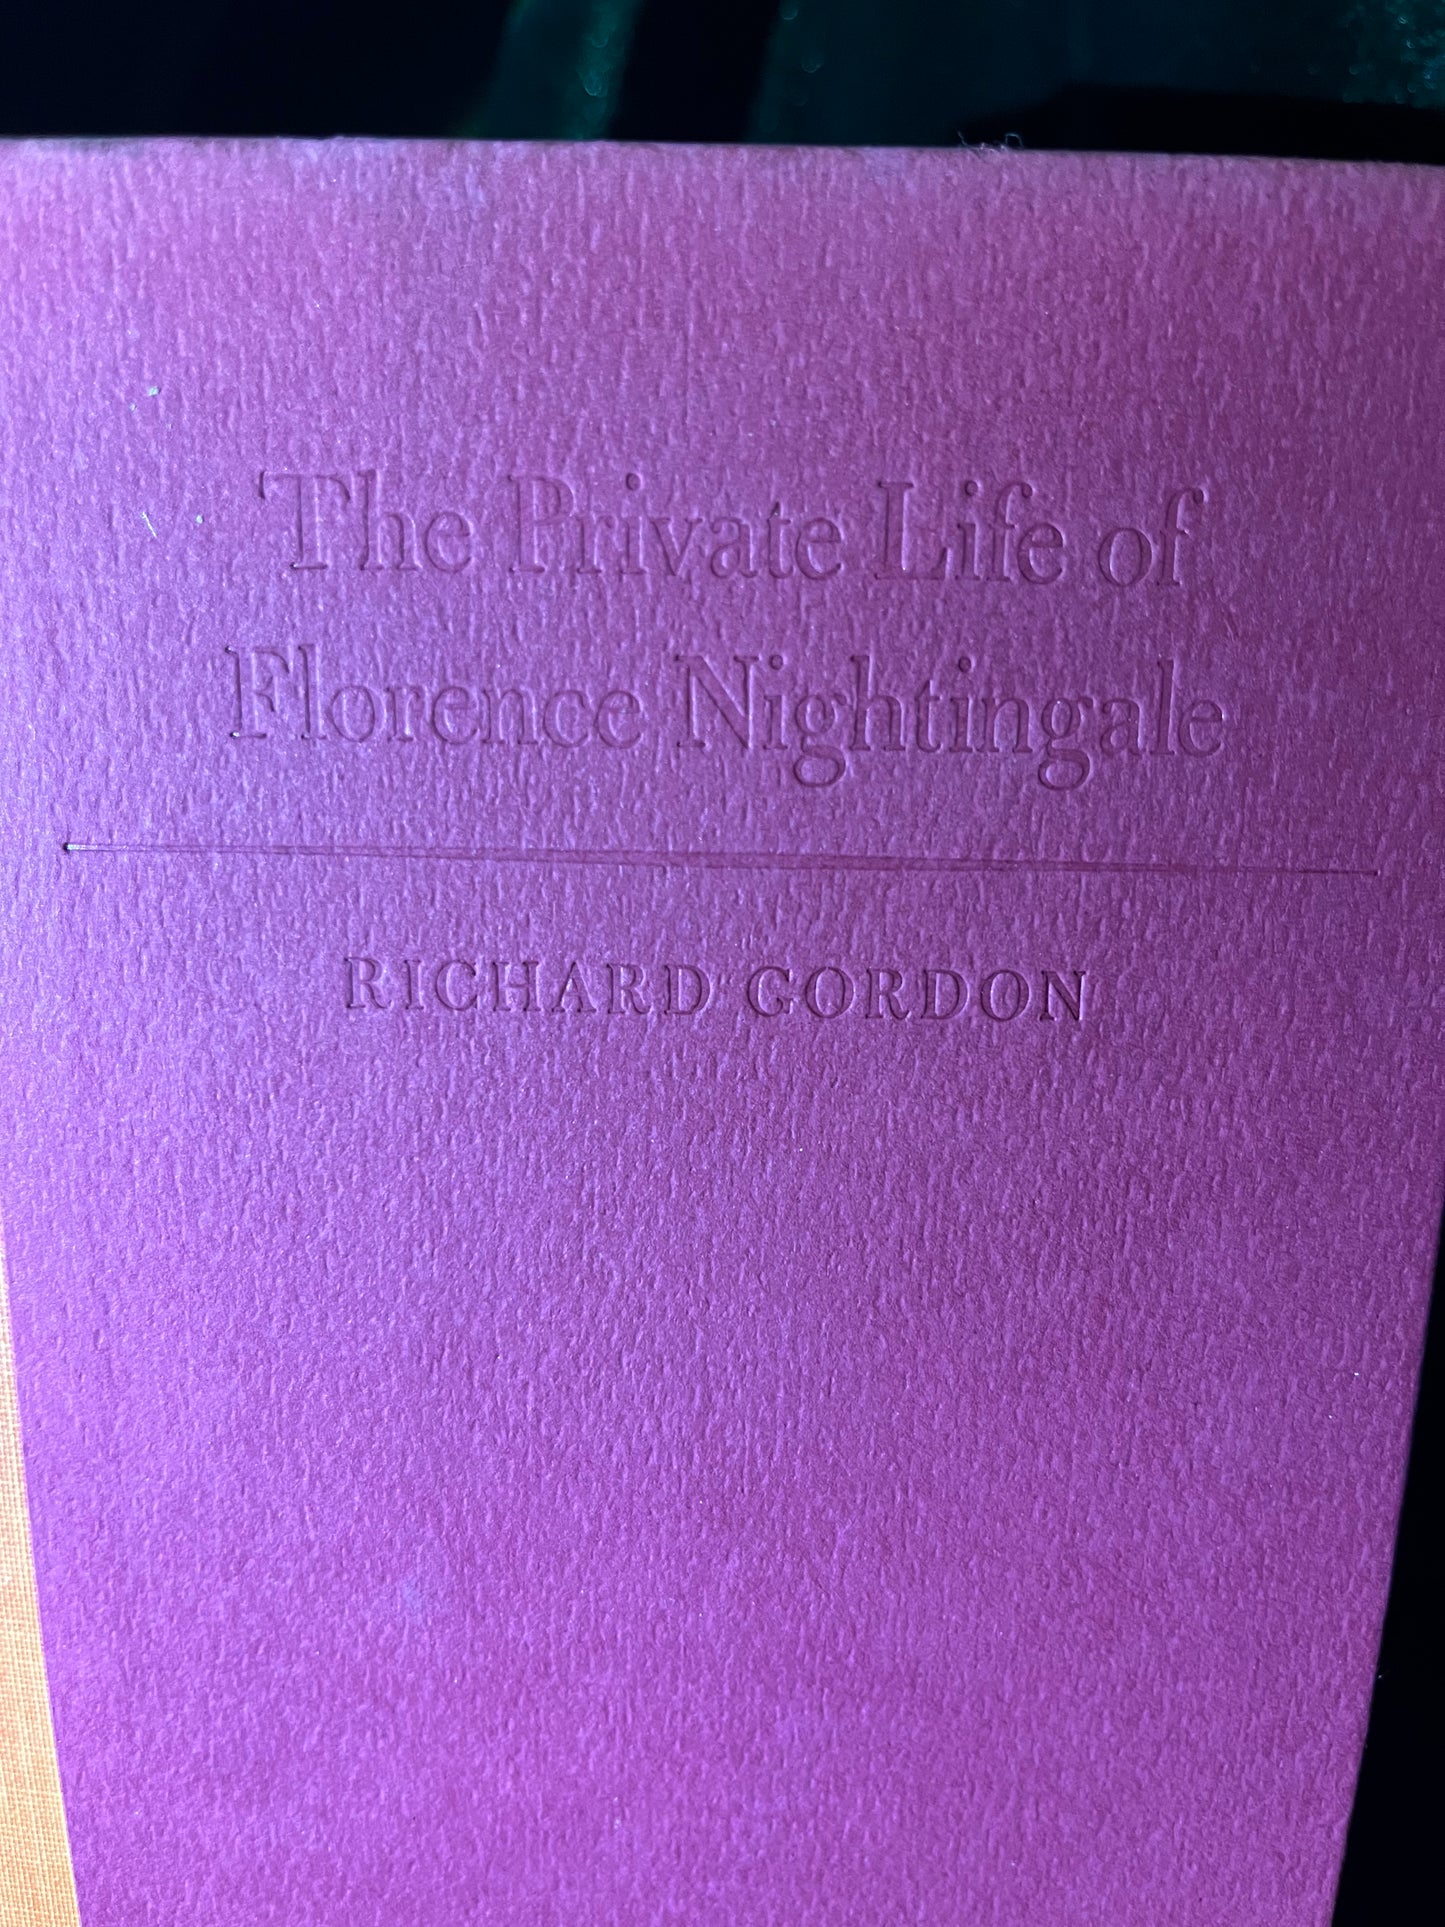 The Private Life of
Florence Nightingale
RICHARD GORDON